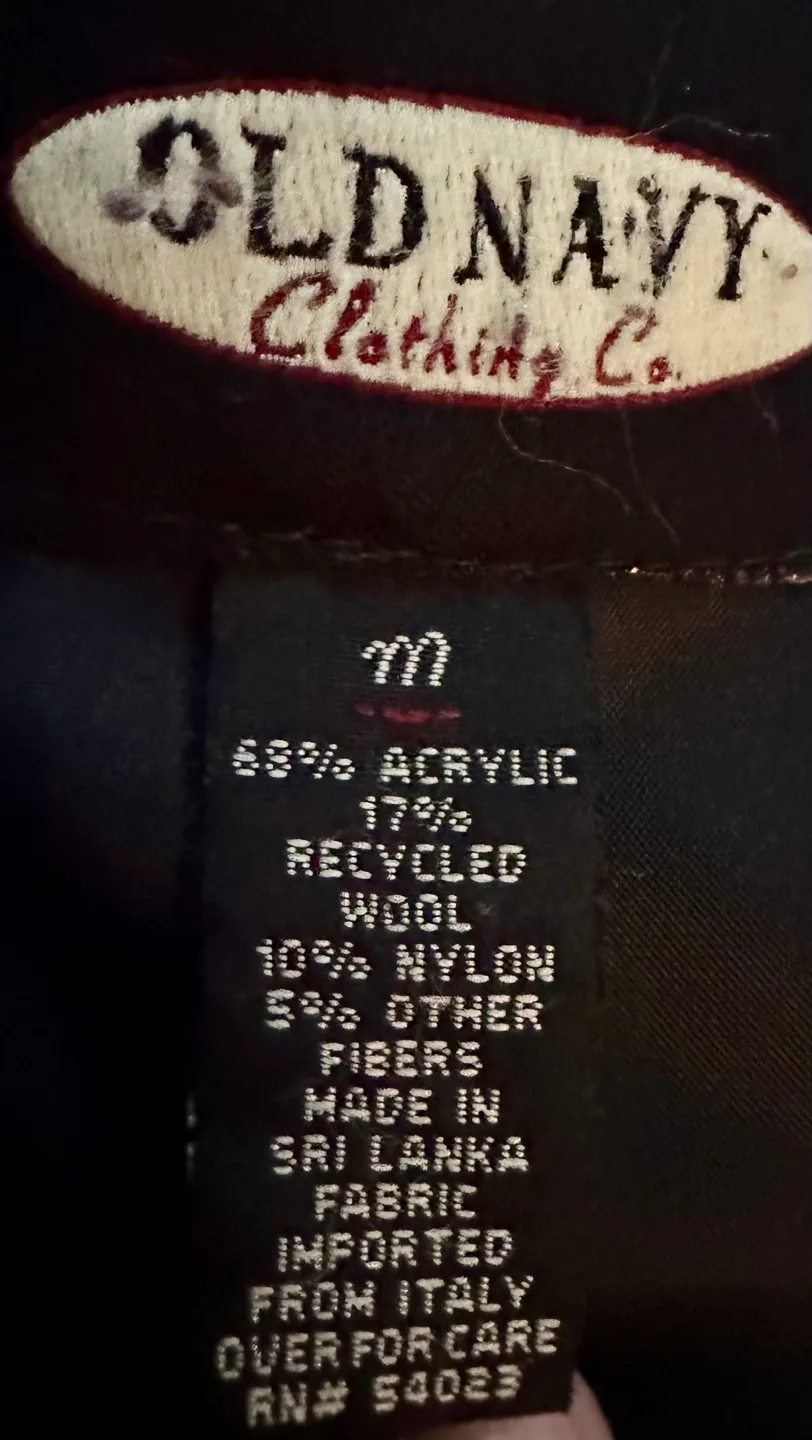 OLD NAVY
Clothing Co.
m
68% ACRYLIC
17%
RECYCLED
WOOL
10% NYLON
5% OTHER
FIBERS
MADE IN
SRI LANKA
FABRIC
IMPORTED
FROM ITALY
OVER FOR CARE
RN# 54023